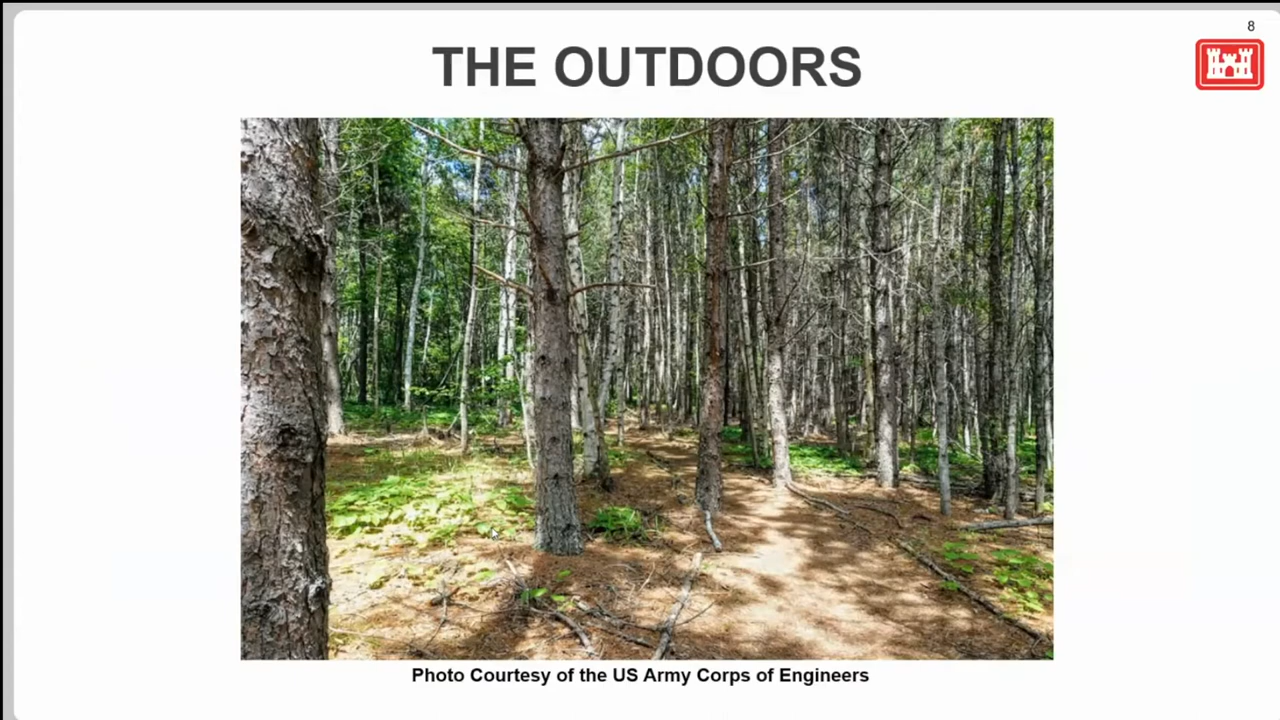 8
THE OUTDOORS
Photo Courtesy of the US Army Corps of Engineers